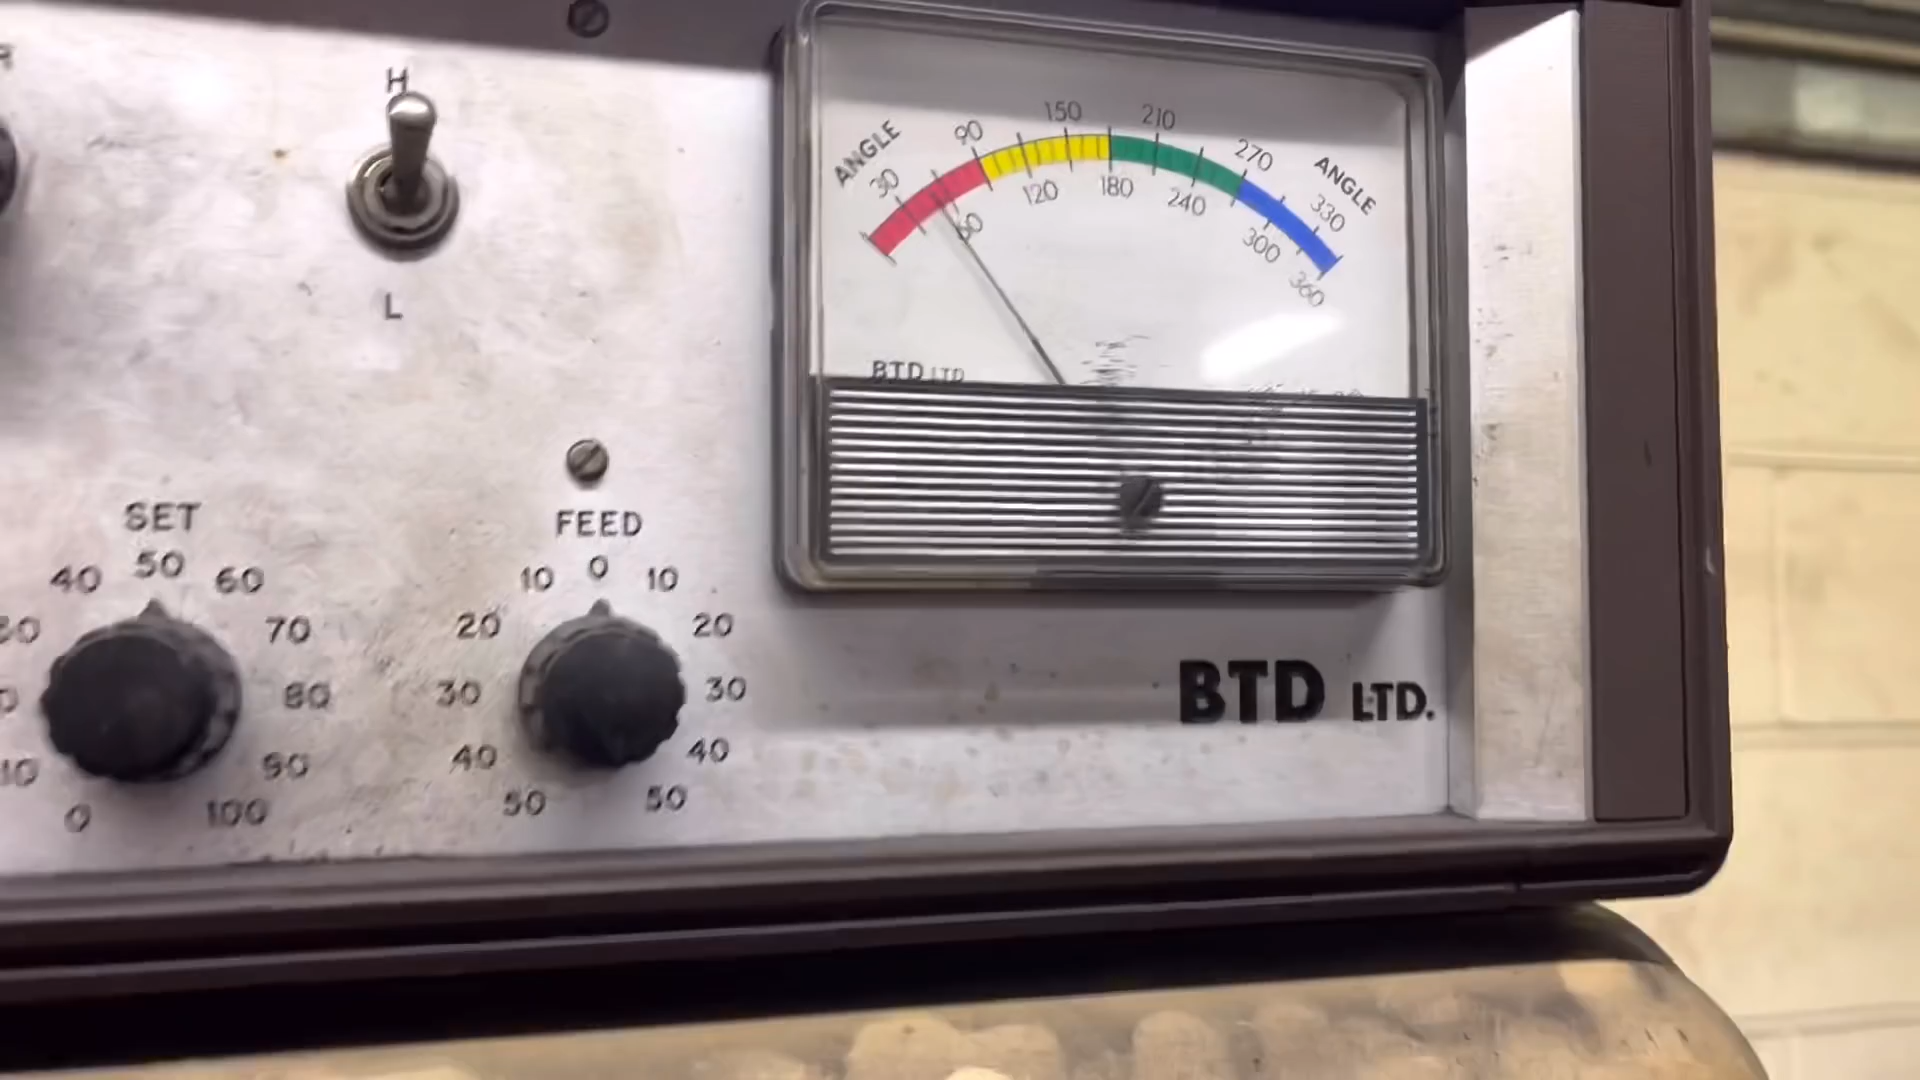 H
L
SET
40 50 60
70
80
90
0 100
FEED
10 0 10
20 20
30 30
40 40
50 50
ANGLE ANGLE
30 90 150 210 270 330
60 120 180 240 300 360
BTD LTD
BTD LTD.